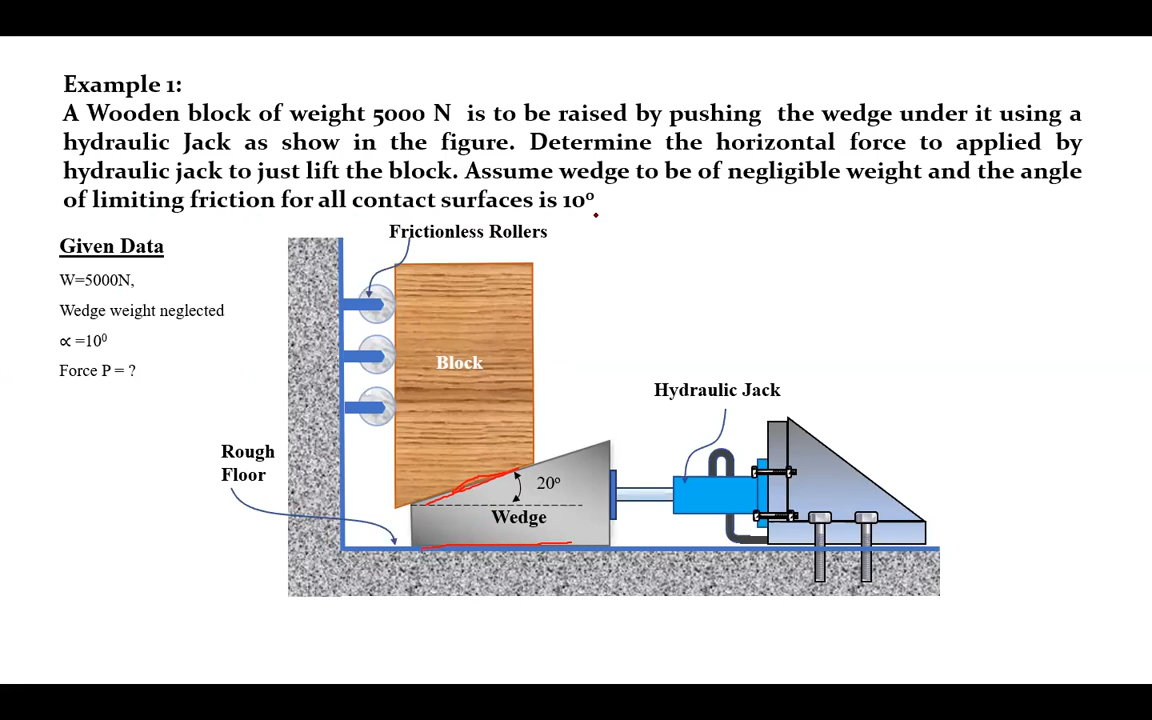 Example 1:
A Wooden block of weight 5000 N is to be raised by pushing the wedge under it using a
hydraulic Jack as show in the figure. Determine the horizontal force to applied by
hydraulic jack to just lift the block. Assume wedge to be of negligible weight and the angle
of limiting friction for all contact surfaces is 10⁰.
Frictionless Rollers
Given Data
W=5000N,
Wedge weight neglected
∝ =10⁰
Force P = ?
Block
Hydraulic Jack
Rough
Floor
20⁰
Wedge